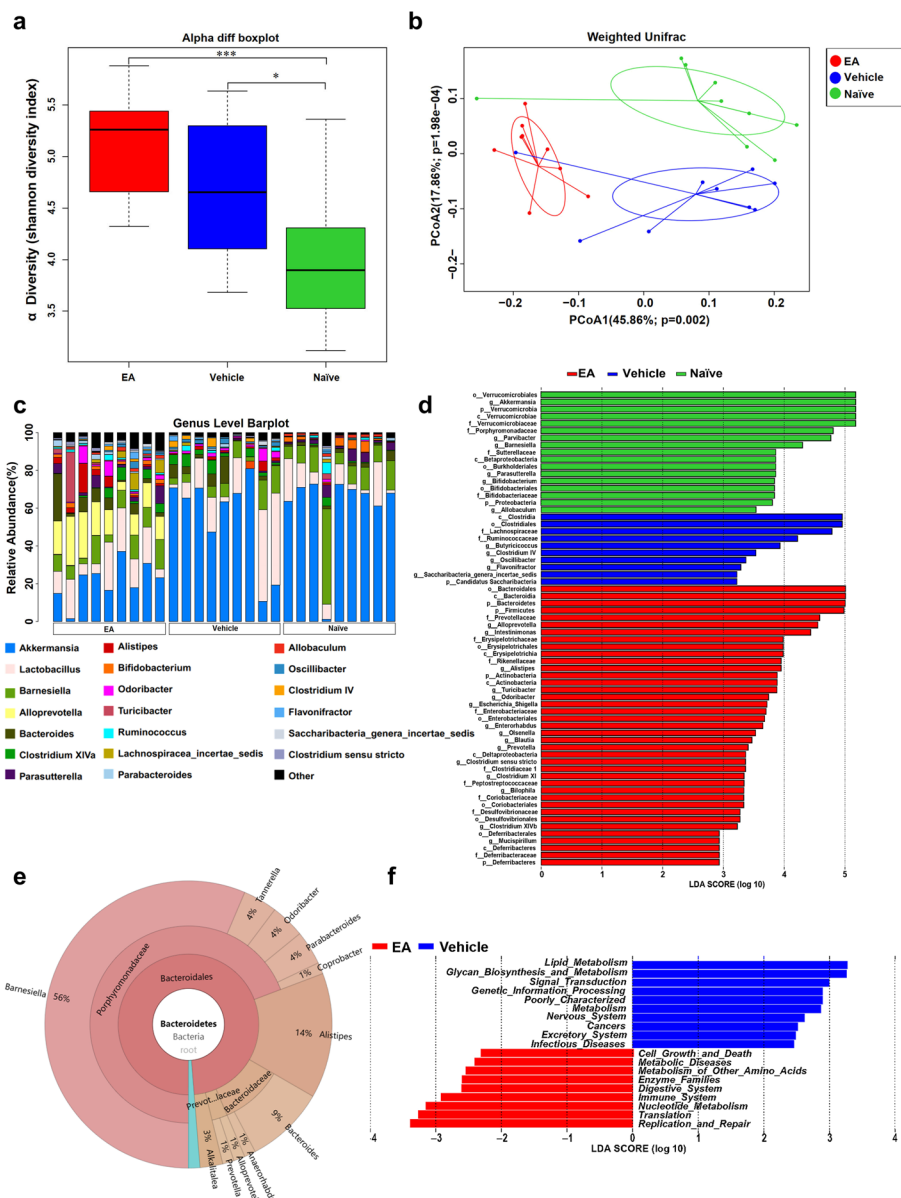 a
Alpha diff boxplot
***
*
α Diversity (shannon diversity index)
5.5
5.0
4.5
4.0
3.5
EA
Vehicle
Naïve
b
Weighted Unifrac
EA
Vehicle
Naïve
PCoA2(17.86%; p=1.98e−04)
0.1
0.0
−0.1
−0.2
−0.2
−0.1
0.0
0.1
0.2
PCoA1(45.86%; p=0.002)
c
Genus Level Barplot
Relative Abundance(%)
100
80
60
40
20
0
EA
Vehicle
Naïve
Akkermansia
Lactobacillus
Barnesiella
Alloprevotella
Bacteroides
Clostridium XIVa
Parasutterella
Alistipes
Bifidobacterium
Odoribacter
Turicibacter
Ruminococcus
Lachnospiracea_incertae_sedis
Parabacteroides
Allobaculum
Oscillibacter
Clostridium IV
Flavonifractor
Saccharibacteria_genera_incertae_sedis
Clostridium sensu stricto
Other
d
EA
Vehicle
Naïve
o__Verrucomicrobiales
g__Akkermansia
p__Verrucomicrobia
c__Verrucomicrobiae
f__Verrucomicrobiaceae
f__Porphyromonadaceae
g__Parvibacter
g__Barnesiella
f__Sutterellaceae
c__Betaproteobacteria
o__Burkholderiales
g__Parasutterella
g__Bifidobacterium
o__Bifidobacteriales
f__Bifidobacteriaceae
p__Proteobacteria
g__Allobaculum
c__Clostridia
o__Clostridiales
f__Lachnospiraceae
f__Ruminococcaceae
g__Butyricicoccus
g__Clostridium IV
g__Oscillibacter
g__Flavonifractor
g__Saccharibacteria_genera_incertae_sedis
p__Candidatus Saccharibacteria
o__Bacteroidales
c__Bacteroidia
p__Bacteroidetes
p__Firmicutes
f__Prevotellaceae
g__Alloprevotella
g__Intestinimonas
f__Erysipelotrichaceae
o__Erysipelotrichales
c__Erysipelotrichia
f__Rikenellaceae
g__Alistipes
p__Actinobacteria
c__Actinobacteria
g__Turicibacter
g__Odoribacter
g__Escherichia_Shigella
f__Enterobacteriaceae
o__Enterobacteriales
g__Enterorhabdus
g__Olsenella
g__Blautia
g__Prevotella
c__Deltaproteobacteria
g__Clostridium sensu stricto
f__Clostridiaceae 1
g__Clostridium XI
f__Peptostreptococcaceae
g__Bilophila
f__Coriobacteriaceae
o__Coriobacteriales
f__Desulfovibrionaceae
o__Desulfovibrionales
g__Clostridium XIVb
o__Deferribacterales
g__Mucispirillum
c__Deferribacteres
f__Deferribacteraceae
p__Deferribacteres
0
1
2
3
4
5
LDA SCORE (log 10)
e
4% Tannerella
4% Odoribacter
4% Parabacteroides
1% Coprobacter
14% Alistipes
9% Bacteroides
1% Anaerorhabd
1% Alloprevote
1% Prevotella
3% Alkalitalea
Barnesiella 56%
Porphyromonadaceae
Bacteroidales
Prevot...laceae
Bacteroidaceae
Bacteroidetes
Bacteria
root
f
EA
Vehicle
Lipid_Metabolism
Glycan_Biosynthesis_and_Metabolism
Signal_Transduction
Genetic_Information_Processing
Poorly_Characterized
Metabolism
Nervous_System
Cancers
Excretory_System
Infectious_Diseases
Cell_Growth_and_Death
Metabolic_Diseases
Metabolism_of_Other_Amino_Acids
Enzyme_Families
Digestive_System
Immune_System
Nucleotide_Metabolism
Translation
Replication_and_Repair
-4
−3
−2
−1
0
1
2
3
4
LDA SCORE (log 10)